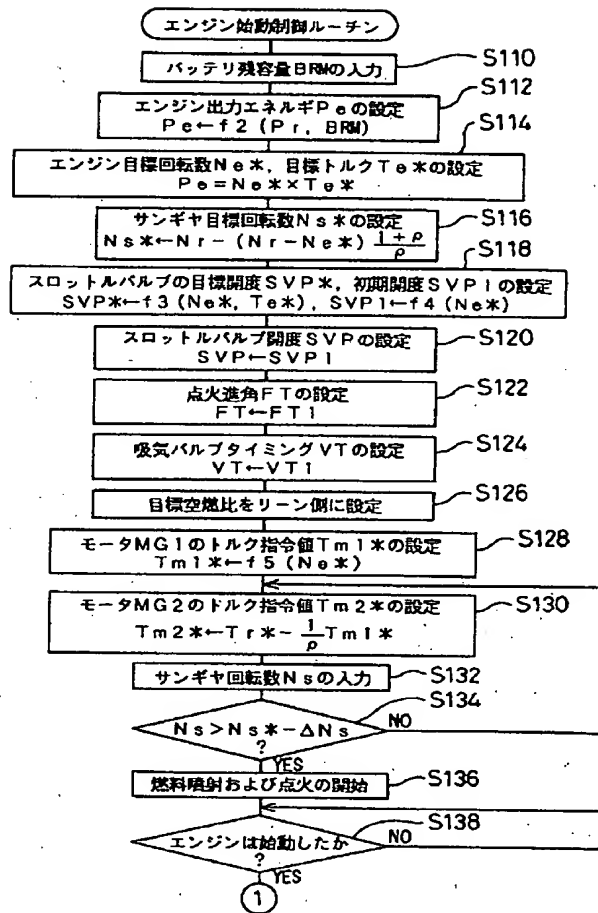 エンジン始動制御ルーチン
S110
バッテリ残容量BRMの入力
S112
エンジン出力エネルギPeの設定
Pe←f2(Pr,BRM)
S114
エンジン目標回転数Ne*,目標トルクTe*の設定
Pe=Ne*×Te*
S116
サンギヤ目標回転数Ns*の設定
Ns*←Nr-(Nr-Ne*) 1+ρ/ρ
S118
スロットルバルブの目標開度SVP*,初期開度SVP1の設定
SVP*←f3(Ne*,Te*),SVP1←f4(Ne*)
S120
スロットルバルブ開度SVPの設定
SVP←SVP1
S122
点火進角FTの設定
FT←FT1
S124
吸気バルブタイミングVTの設定
VT←VT1
S126
目標空燃比をリーン側に設定
S128
モータMG1のトルク指令値Tm1*の設定
Tm1*←f5(Ne*)
S130
モータMG2のトルク指令値Tm2*の設定
Tm2*←Tr*-1/ρ Tm1*
S132
サンギヤ回転数Nsの入力
S134
Ns>Ns*-ΔNs
?
NO
YES
S136
燃料噴射および点火の開始
S138
エンジンは始動したか
?
NO
YES
1